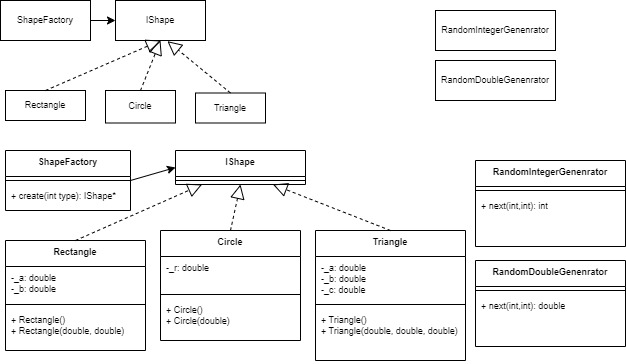 ShapeFactory
IShape
RandomIntegerGenenrator
RandomDoubleGenenrator
Rectangle
Circle
Triangle
ShapeFactory
+ create(int type): IShape*
IShape
RandomIntegerGenenrator
+ next(int,int): int
Rectangle
-_a: double
-_b: double
+ Rectangle()
+ Rectangle(double, double)
Circle
-_r: double
+ Circle()
+ Circle(double)
Triangle
-_a: double
-_b: double
-_c: double
+ Triangle()
+ Triangle(double, double, double)
RandomDoubleGenenrator
+ next(int,int): double